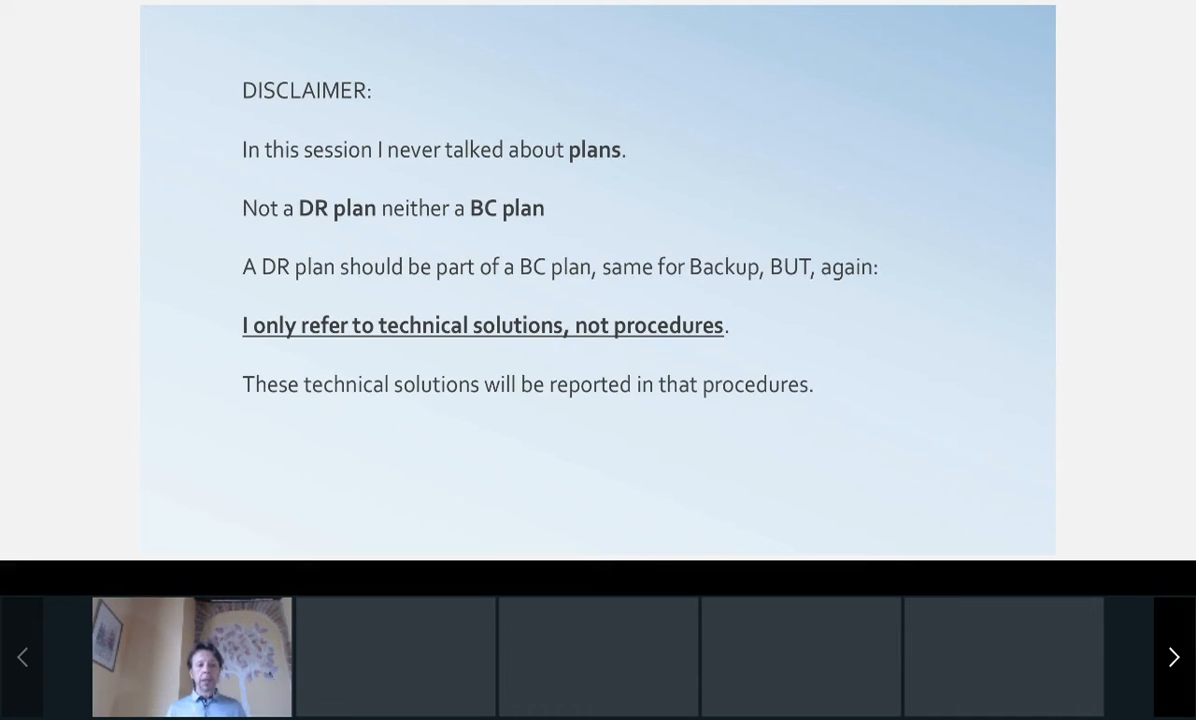 DISCLAIMER:
In this session I never talked about plans.
Not a DR plan neither a BC plan
A DR plan should be part of a BC plan, same for Backup, BUT, again:
I only refer to technical solutions, not procedures.
These technical solutions will be reported in that procedures.